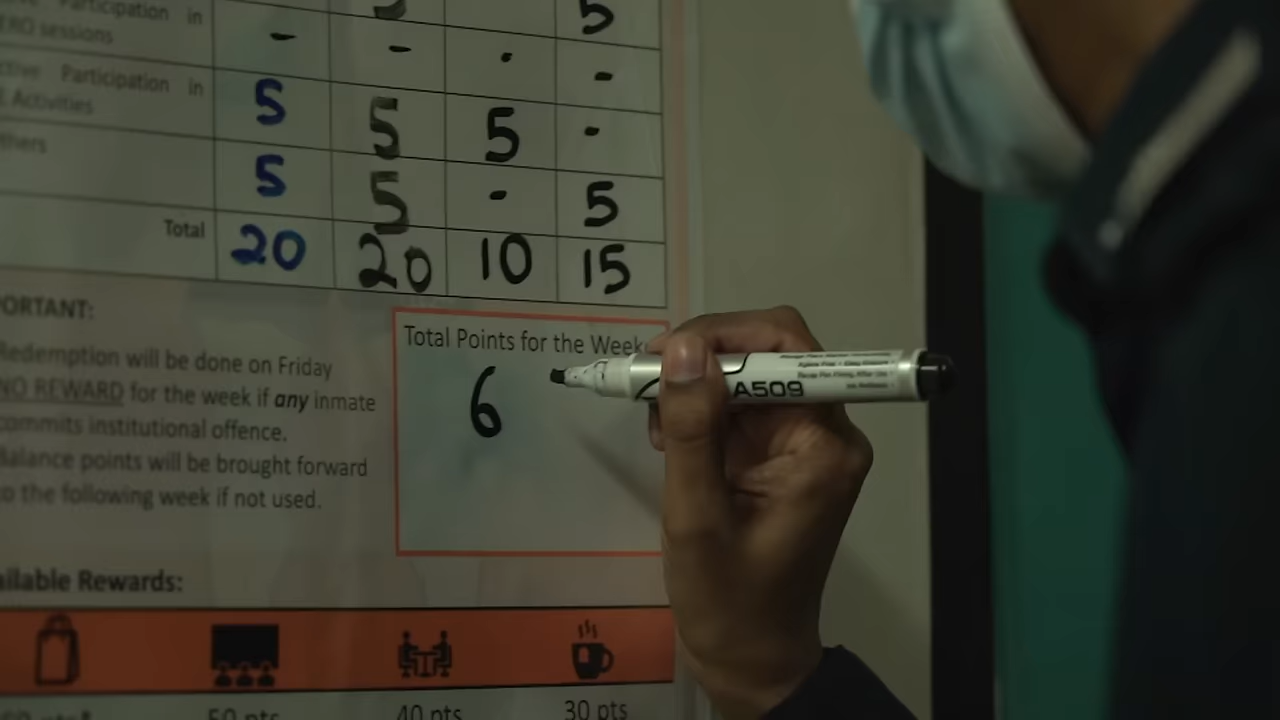 Participation in 5 5
ERO sessions - - - -
ctive Participation in 5 5 5 -
Activities
thers 5 5 - 5
Total 20 20 10 15
PORTANT:
Total Points for the Week
6
Redemption will be done on Friday
NO REWARD for the week if any inmate
commits institutional offence.
Balance points will be brought forward
to the following week if not used.
ailable Rewards:
50 pts 40 pts 30 pts
A509